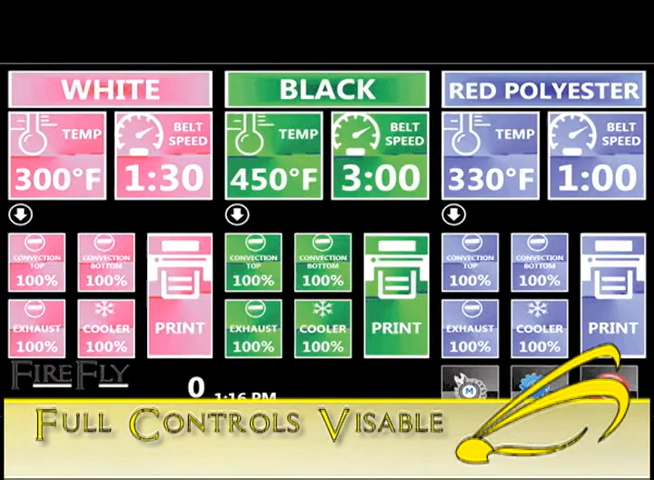 WHITE
BLACK
RED POLYESTER
TEMP
300°F
BELT
SPEED
1:30
TEMP
450°F
BELT
SPEED
3:00
TEMP
330°F
BELT
SPEED
1:00
CONVECTION
TOP
100%
CONVECTION
BOTTOM
100%
PRINT
CONVECTION
TOP
100%
CONVECTION
BOTTOM
100%
PRINT
CONVECTION
TOP
100%
CONVECTION
BOTTOM
100%
PRINT
EXHAUST
100%
COOLER
100%
EXHAUST
100%
COOLER
100%
EXHAUST
100%
COOLER
100%
FIREFLY
0
1:16 PM
M
FULL CONTROLS VISABLE